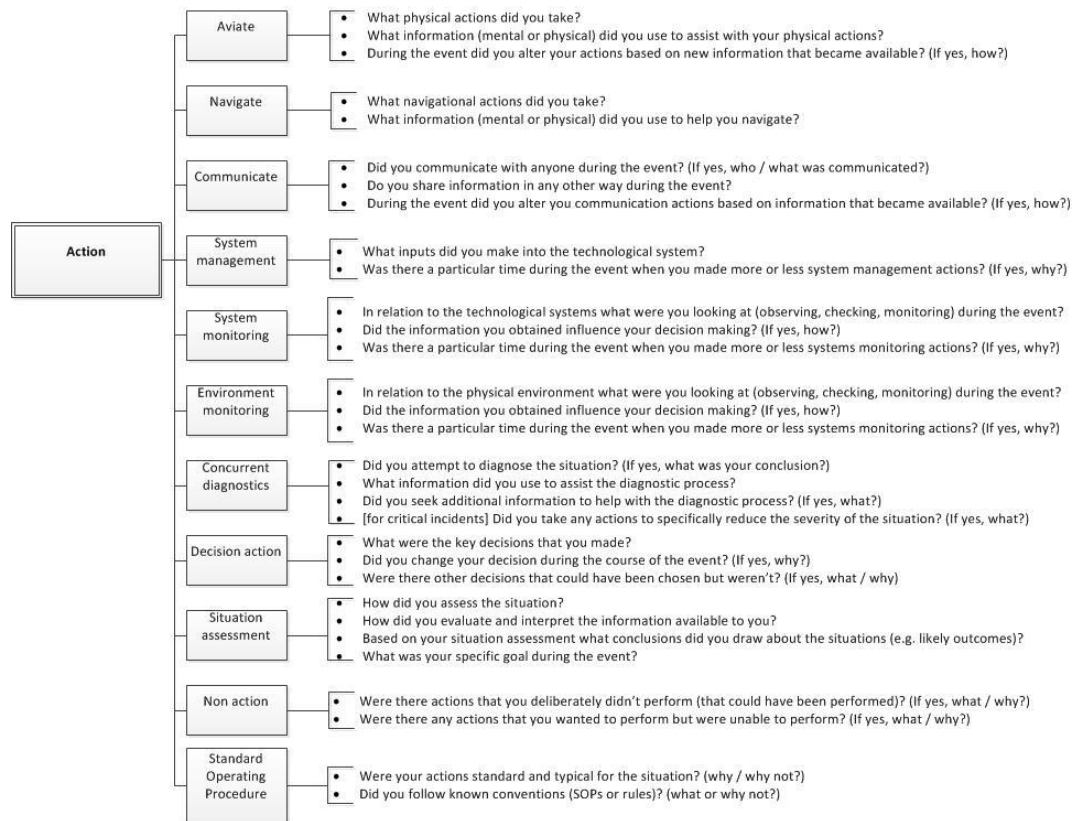 Aviate
• What physical actions did you take?
• What information (mental or physical) did you use to assist with your physical actions?
• During the event did you alter your actions based on new information that became available? (If yes, how?)
Navigate
• What navigational actions did you take?
• What information (mental or physical) did you use to help you navigate?
Communicate
• Did you communicate with anyone during the event? (If yes, who / what was communicated?)
• Do you share information in any other way during the event?
• During the event did you alter you communication actions based on information that became available? (If yes, how?)
Action
System
management
• What inputs did you make into the technological system?
• Was there a particular time during the event when you made more or less system management actions? (If yes, why?)
System
monitoring
• In relation to the technological systems what were you looking at (observing, checking, monitoring) during the event?
• Did the information you obtained influence your decision making? (If yes, how?)
• Was there a particular time during the event when you made more or less systems monitoring actions? (If yes, why?)
Environment
monitoring
• In relation to the physical environment what were you looking at (observing, checking, monitoring) during the event?
• Did the information you obtained influence your decision making? (If yes, how?)
• Was there a particular time during the event when you made more or less systems monitoring actions? (If yes, why?)
Concurrent
diagnostics
• Did you attempt to diagnose the situation? (If yes, what was your conclusion?)
• What information did you use to assist the diagnostic process?
• Did you seek additional information to help with the diagnostic process? (If yes, what?)
• [for critical incidents] Did you take any actions to specifically reduce the severity of the situation? (If yes, what?)
Decision action
• What were the key decisions that you made?
• Did you change your decision during the course of the event? (If yes, why?)
• Were there other decisions that could have been chosen but weren't? (If yes, what / why)
Situation
assessment
• How did you assess the situation?
• How did you evaluate and interpret the information available to you?
• Based on your situation assessment what conclusions did you draw about the situations (e.g. likely outcomes)?
• What was your specific goal during the event?
Non action
• Were there actions that you deliberately didn't perform (that could have been performed)? (If yes, what / why?)
• Were there any actions that you wanted to perform but were unable to perform? (If yes, what / why?)
Standard
Operating
Procedure
• Were your actions standard and typical for the situation? (why / why not?)
• Did you follow known conventions (SOPs or rules)? (what or why not?)